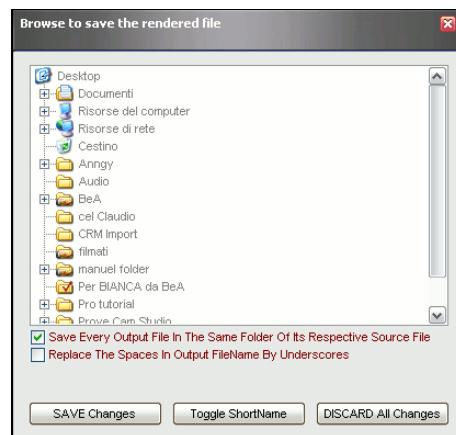 Browse to save the rendered file
Desktop
Documenti
Risorse del computer
Risorse di rete
Cestino
Anngy
Audio
BeA
cel Claudio
CRM Import
filmati
manuel folder
Per BIANCA da BeA
Pro tutorial
Prove Cam Studio
Save Every Output File In The Same Folder Of Its Respective Source File
Replace The Spaces In Output FileName By Underscores
SAVE Changes
Toggle ShortName
DISCARD All Changes